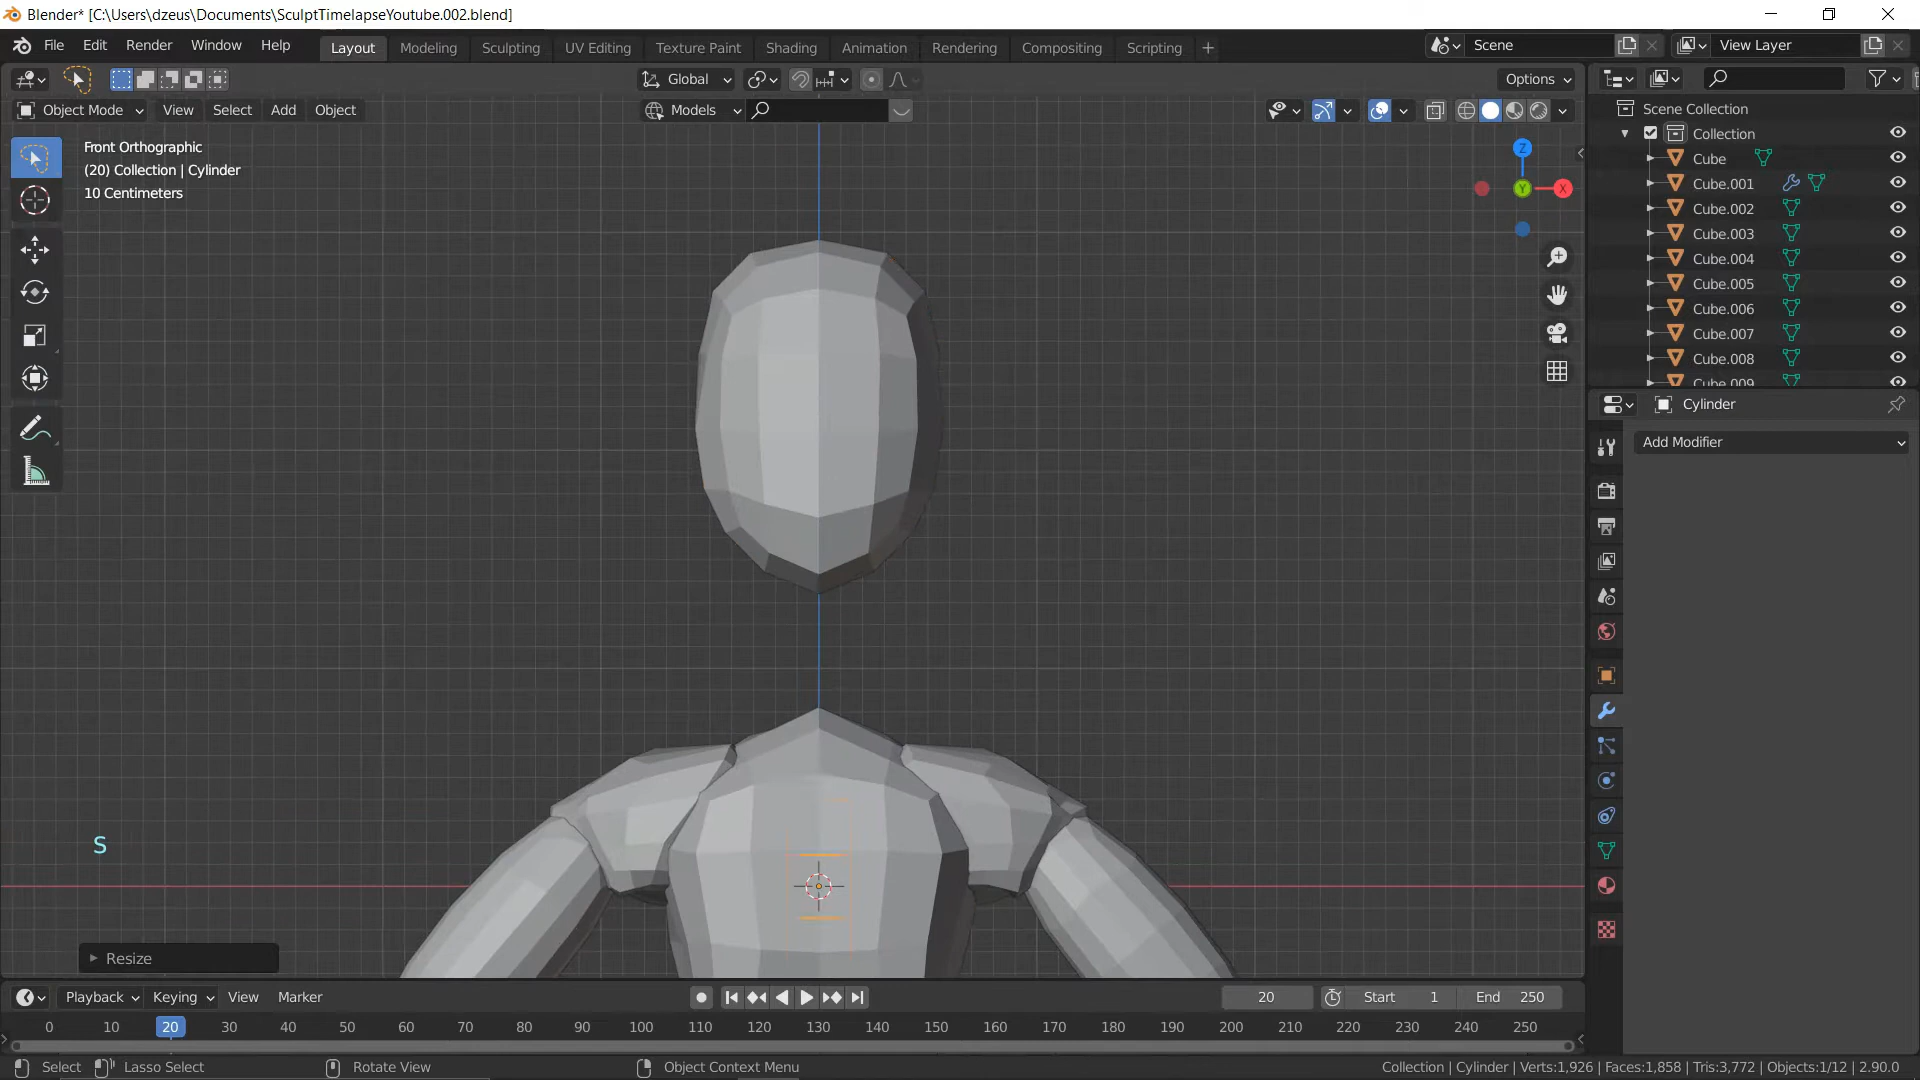 Blender* [C:\Users\dzeus\Documents\SculptTimelapseYoutube.002.blend]
File Edit Render Window Help Layout Modeling Sculpting UV Editing Texture Paint Shading Animation Rendering Compositing Scripting + Scene View Layer
Global Options
Object Mode View Select Add Object Models
Front Orthographic
(20) Collection | Cylinder
10 Centimeters
Z
Y
X
Scene Collection
Collection
Cube
Cube.001
Cube.002
Cube.003
Cube.004
Cube.005
Cube.006
Cube.007
Cube.008
Cube.009
Cylinder
Add Modifier
S
Resize
Playback Keying View Marker 20 Start 1 End 250
0 10 20 30 40 50 60 70 80 90 100 110 120 130 140 150 160 170 180 190 200 210 220 230 240 250
Select Lasso Select Rotate View Object Context Menu Collection | Cylinder | Verts:1,926 | Faces:1,858 | Tris:3,772 | Objects:1/12 | 2.90.0